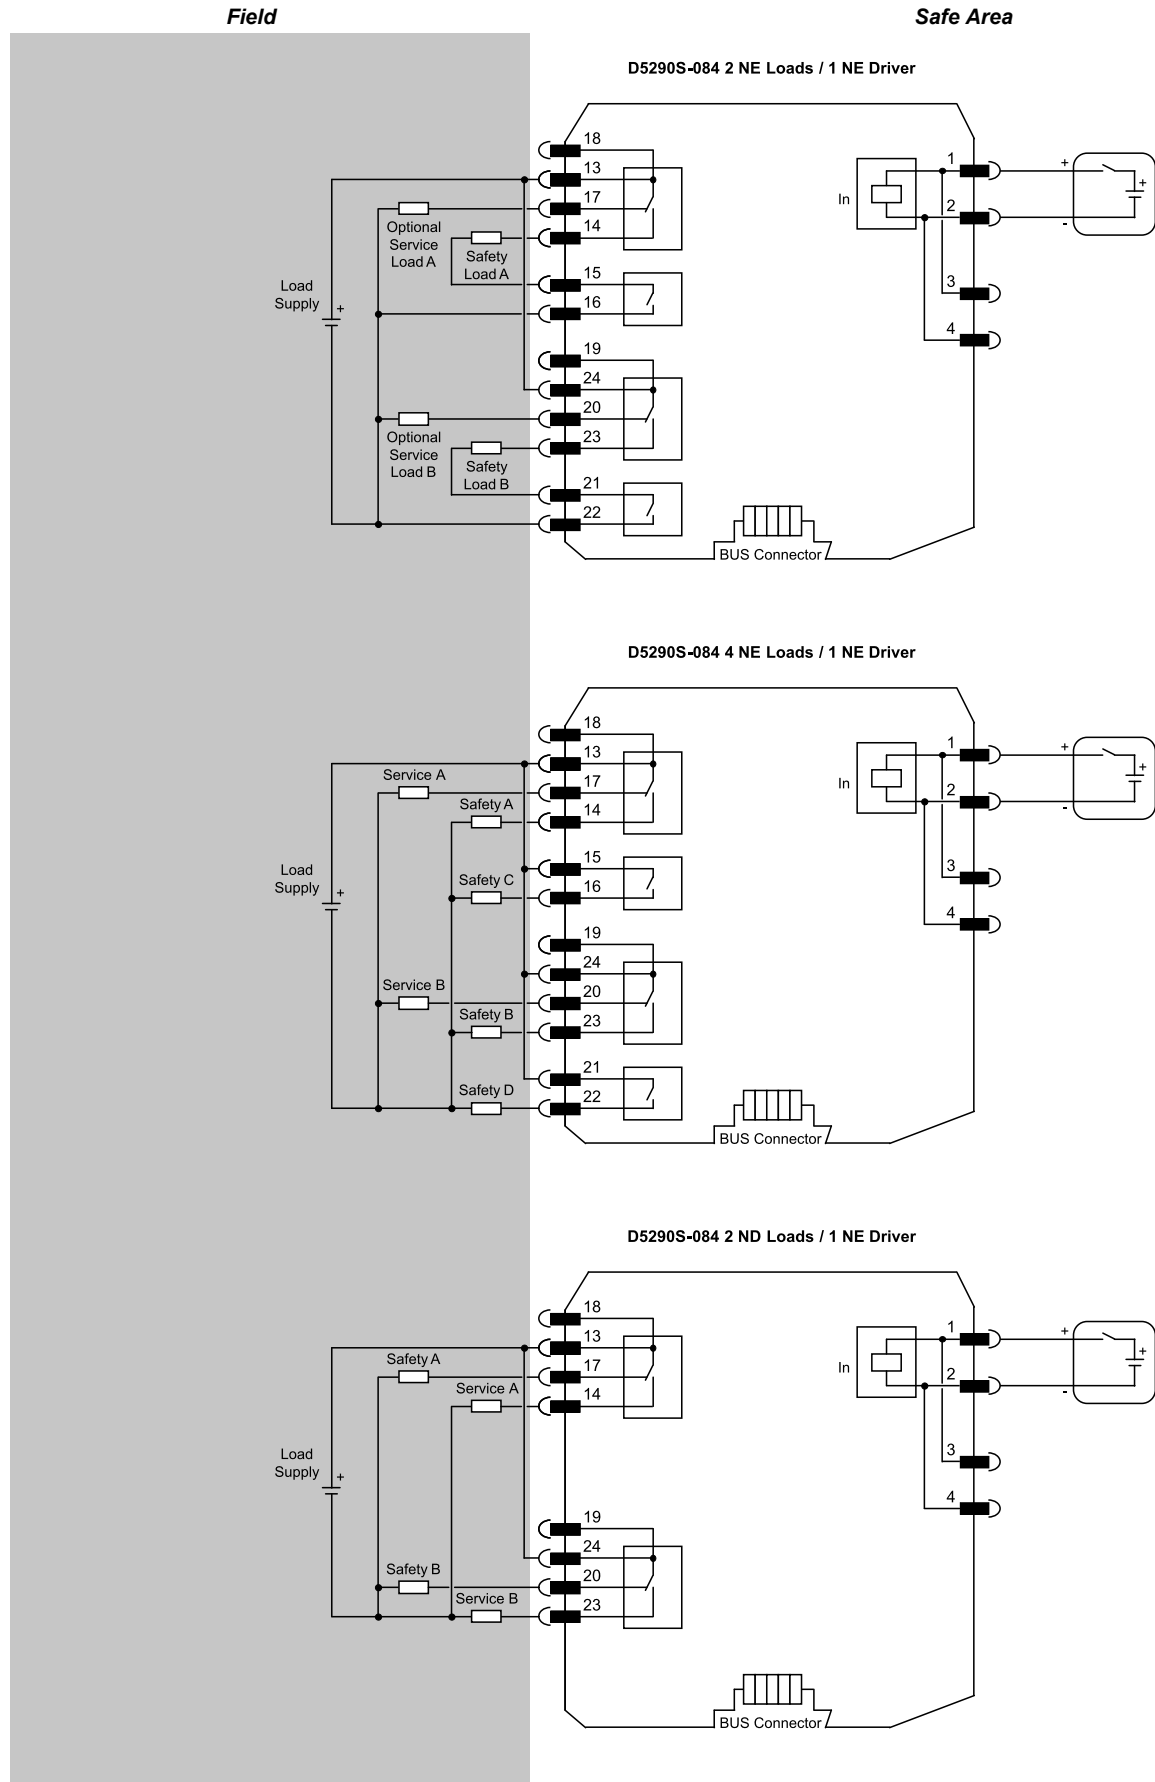 Field
Safe Area
D5290S-084 2 NE Loads / 1 NE Driver
18
13
17
14
15
16
19
24
20
23
21
22
Optional
Service
Load A
Safety
Load A
Load
Supply
+
Optional
Service
Load B
Safety
Load B
In
1
2
3
4
+
-
+
BUS Connector
D5290S-084 4 NE Loads / 1 NE Driver
18
13
17
14
15
16
19
24
20
23
21
22
Service A
Safety A
Safety C
Load
Supply
+
Service B
Safety B
Safety D
In
1
2
3
4
+
-
+
BUS Connector
D5290S-084 2 ND Loads / 1 NE Driver
18
13
17
14
19
24
20
23
Safety A
Service A
Load
Supply
+
Safety B
Service B
In
1
2
3
4
+
-
+
BUS Connector